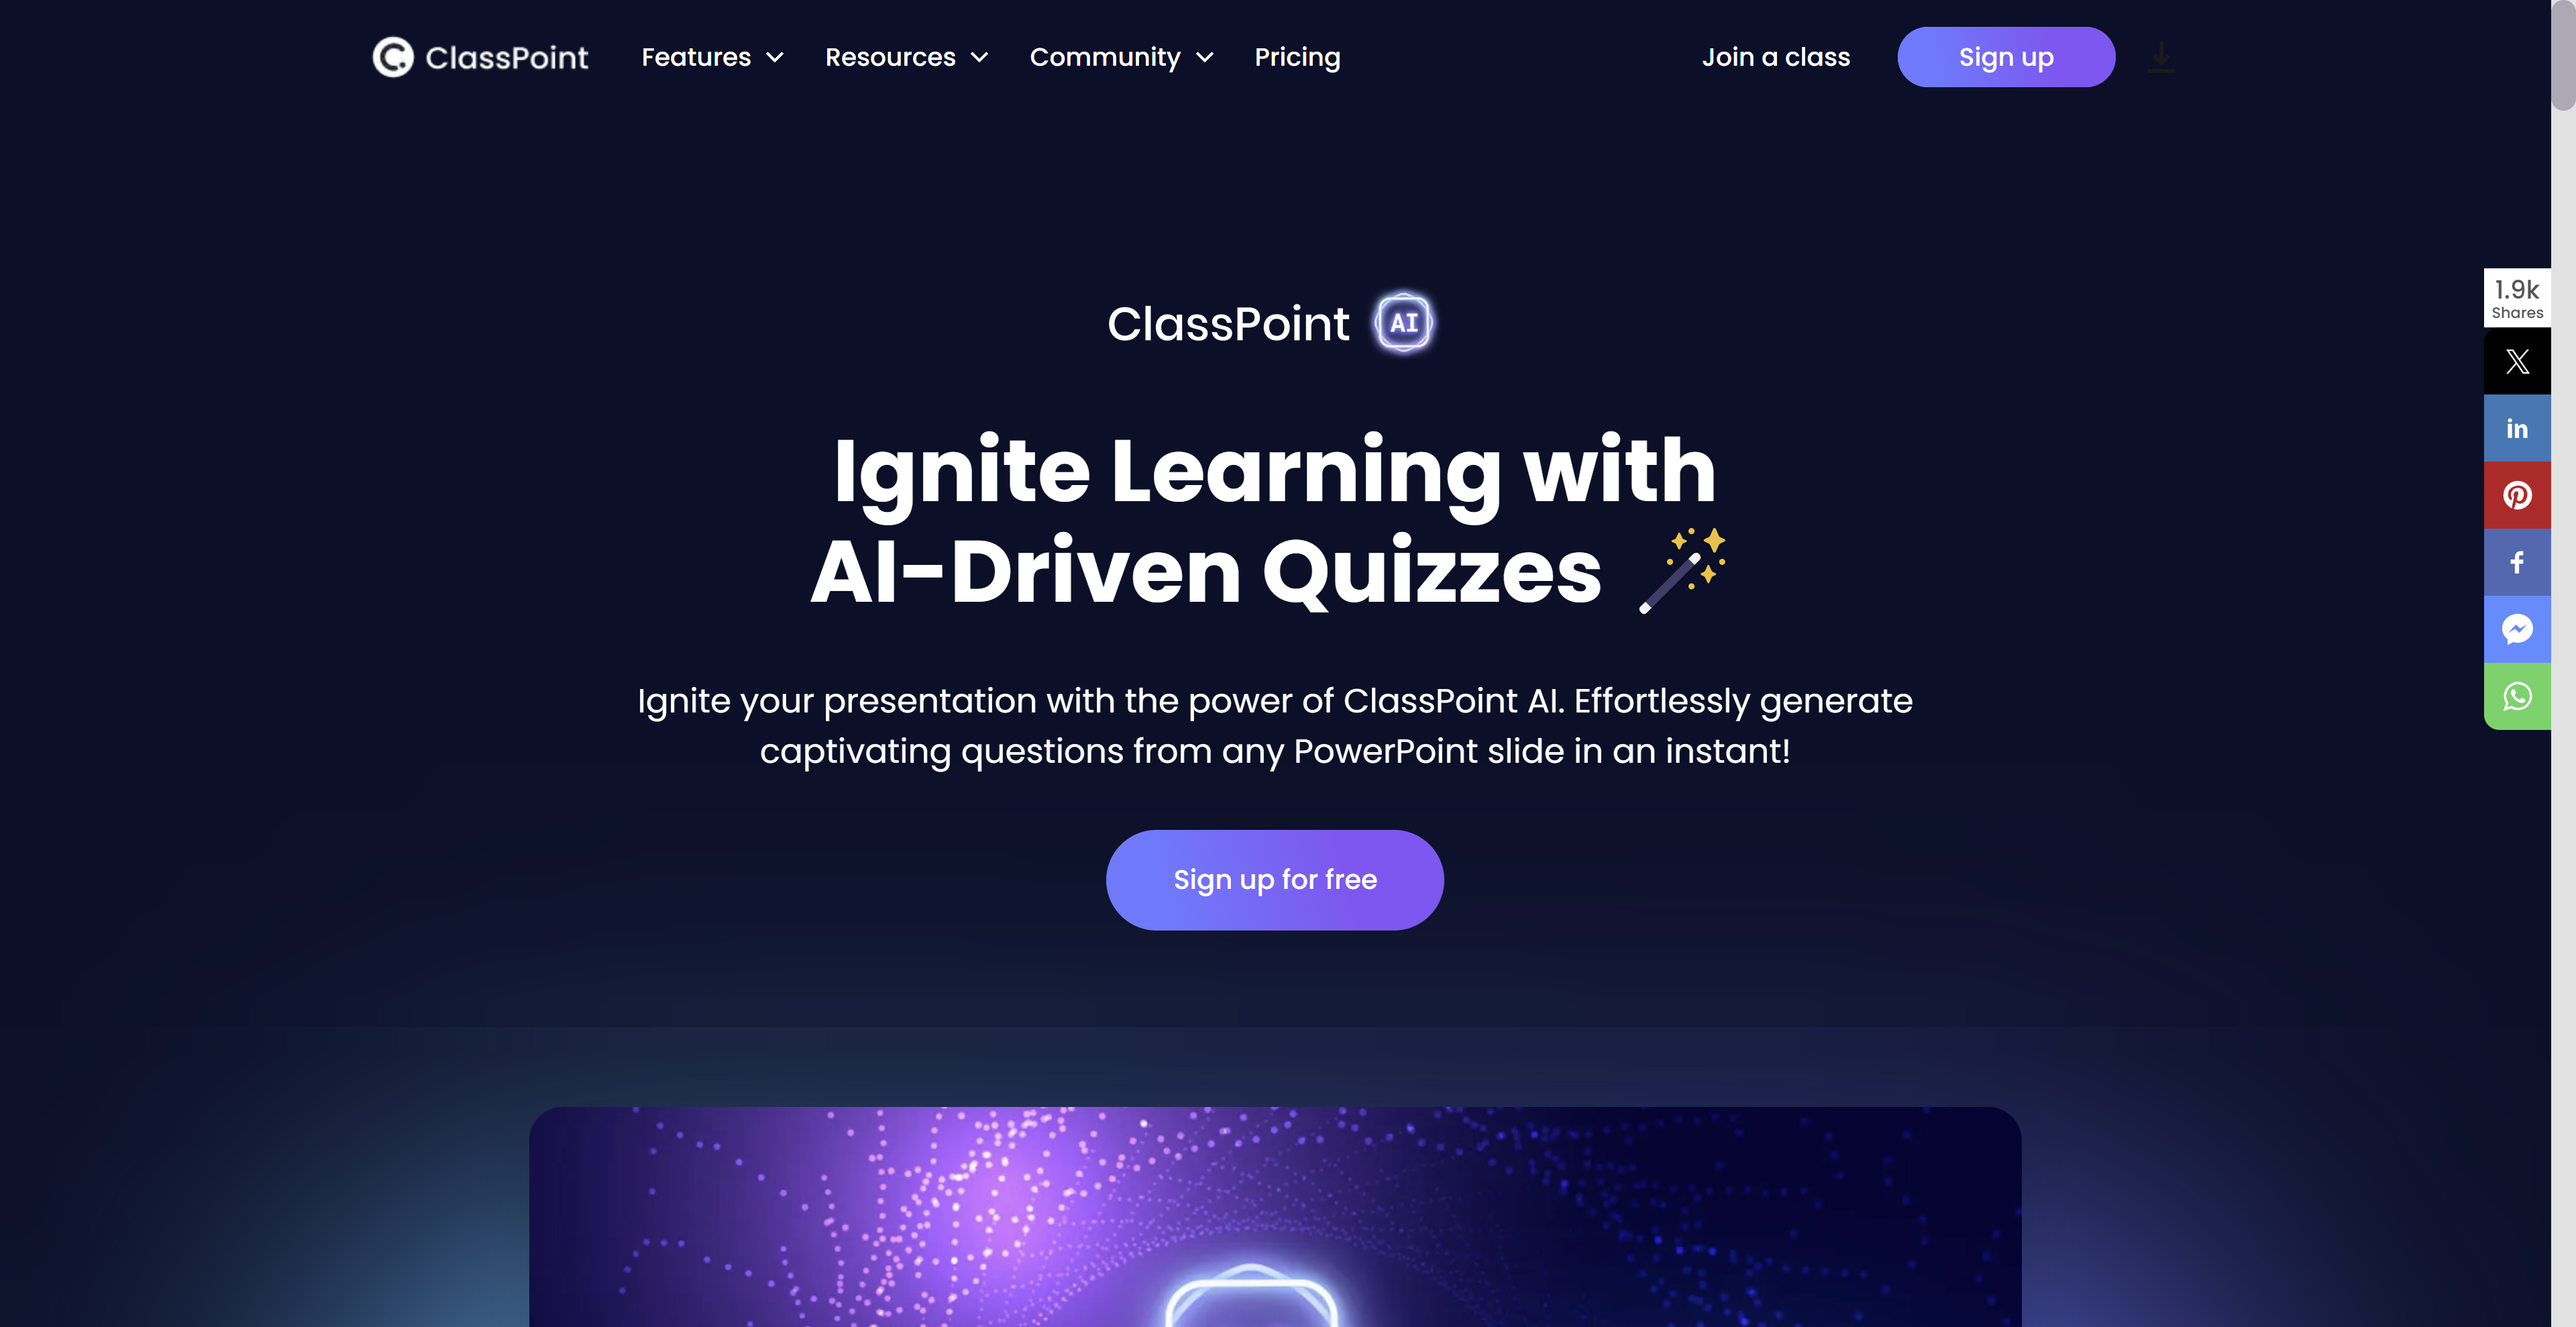 ClassPoint
Features
Resources
Community
Pricing
Join a class
Sign up
ClassPoint AI
Ignite Learning with
AI-Driven Quizzes
Ignite your presentation with the power of ClassPoint AI. Effortlessly generate
captivating questions from any PowerPoint slide in an instant!
Sign up for free
1.9k
Shares